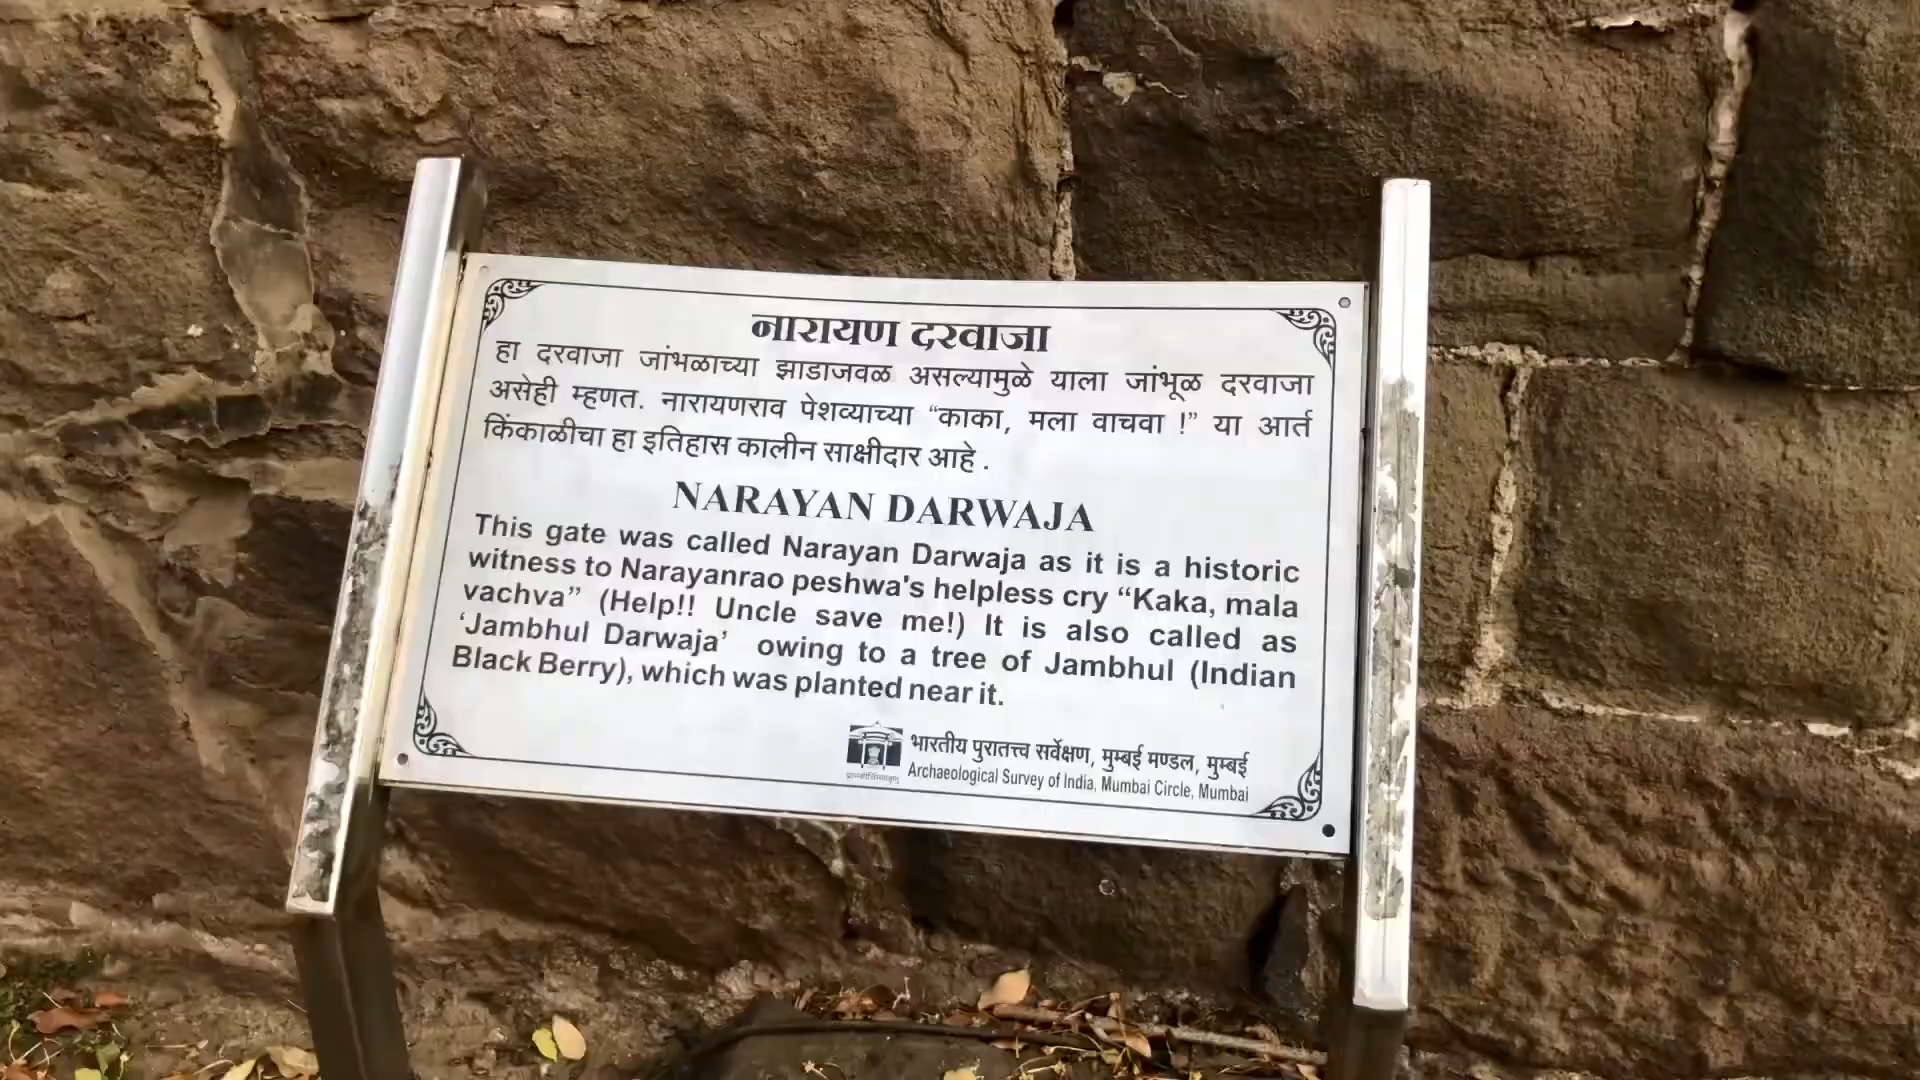 नारायण दरवाजा
हा दरवाजा जांभळाच्या झाडाजवळ असल्यामुळे याला जांभूळ दरवाजा
असेही म्हणत. नारायणराव पेशव्याच्या “काका, मला वाचवा !” या आर्त
किंकाळीचा हा इतिहास कालीन साक्षीदार आहे .
NARAYAN DARWAJA
This gate was called Narayan Darwaja as it is a historic
witness to Narayanrao peshwa's helpless cry “Kaka, mala
vachva” (Help!! Uncle save me!) It is also called as
‘Jambhul Darwaja’ owing to a tree of Jambhul (Indian
Black Berry), which was planted near it.
भारतीय पुरातत्त्व सर्वेक्षण, मुम्बई मण्डल, मुम्बई
Archaeological Survey of India, Mumbai Circle, Mumbai